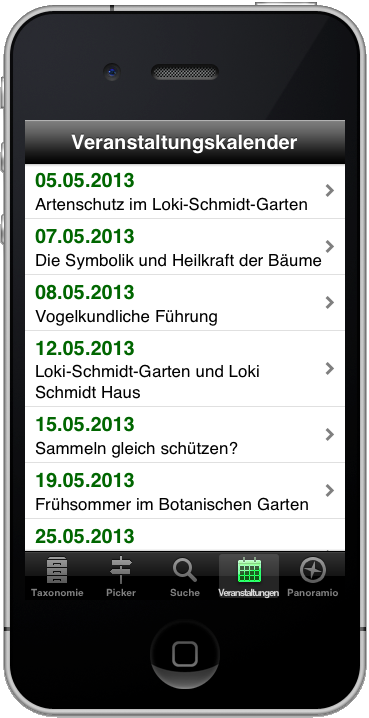 Veranstaltungskalender
05.05.2013
Artenschutz im Loki-Schmidt-Garten
07.05.2013
Die Symbolik und Heilkraft der Bäume
08.05.2013
Vogelkundliche Führung
12.05.2013
Loki-Schmidt-Garten und Loki
Schmidt Haus
15.05.2013
Sammeln gleich schützen?
19.05.2013
Frühsommer im Botanischen Garten
25.05.2013
Taxonomie Picker Suche Veranstaltungen Panoramio